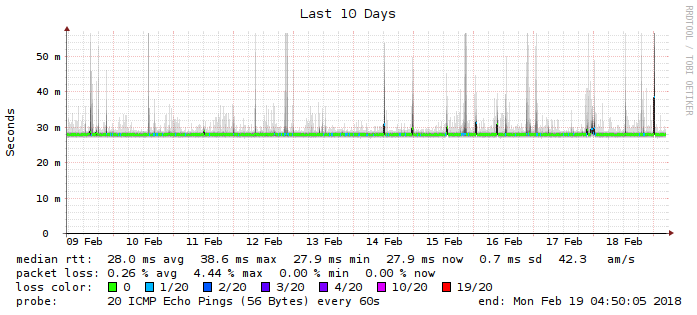 Last 10 Days
RRDTOOL / TOBI OETIKER
Seconds
50 m
40 m
30 m
20 m
10 m
0
09 Feb 10 Feb 11 Feb 12 Feb 13 Feb 14 Feb 15 Feb 16 Feb 17 Feb 18 Feb
median rtt: 28.0 ms avg 38.6 ms max 27.9 ms min 27.9 ms now 0.7 ms sd 42.3 am/s
packet loss: 0.26 % avg 4.44 % max 0.00 % min 0.00 % now
loss color: 0 1/20 2/20 3/20 4/20 10/20 19/20
probe: 20 ICMP Echo Pings (56 Bytes) every 60s end: Mon Feb 19 04:50:05 2018